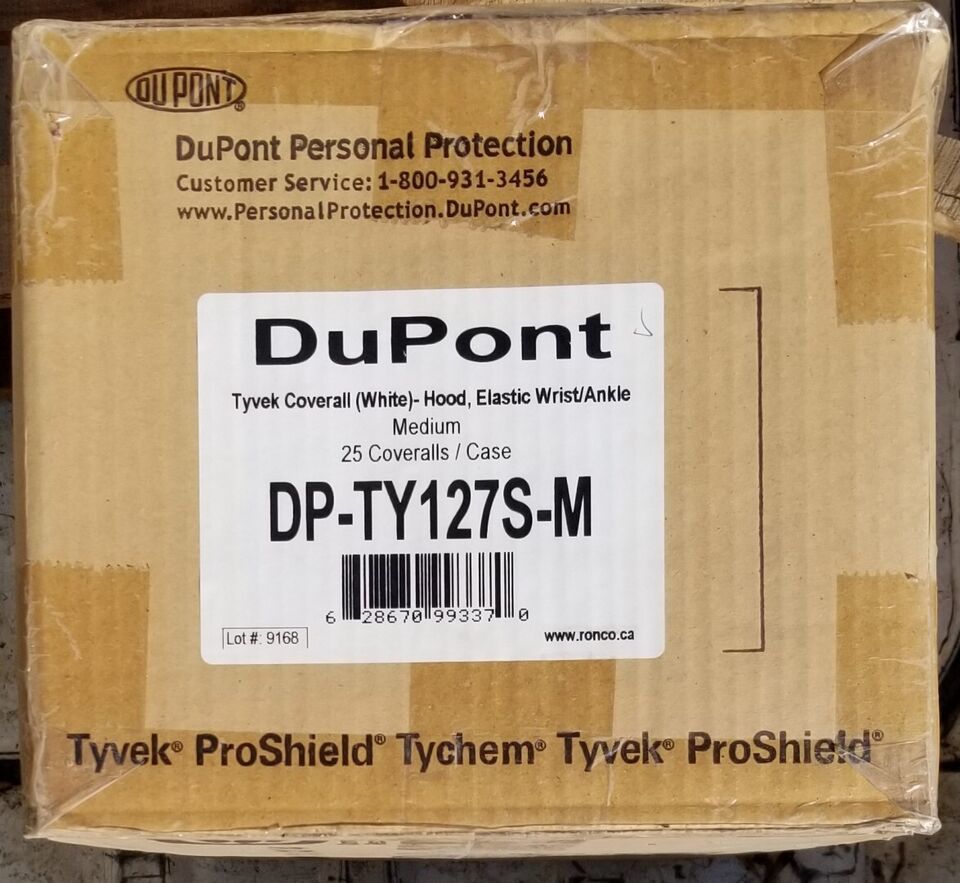 DU PONT®
DuPont Personal Protection
Customer Service: 1-800-931-3456
www.PersonalProtection.DuPont.com
DuPont
Tyvek Coverall (White)- Hood, Elastic Wrist/Ankle
Medium
25 Coveralls / Case
DP-TY127S-M
6 28670 99337 0
Lot #: 9168
www.ronco.ca
Tyvek® ProShield® Tychem® Tyvek® ProShield®